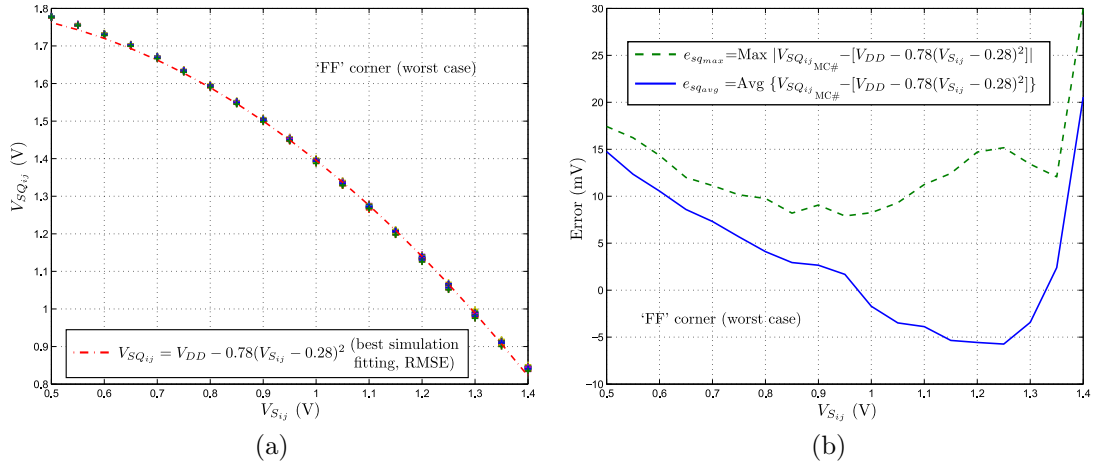 1.8
1.7
1.6
1.5
1.4
1.3
1.2
1.1
1
0.9
0.8
V_{SQ_{ij}} (V)
'FF' corner (worst case)
V_{SQ_{ij}} = V_{DD} − 0.78(V_{S_{ij}} − 0.28)^2 (best simulation
fitting, RMSE)
0.5 0.6 0.7 0.8 0.9 1.0 1.1 1.2 1.3 1.4
V_{S_{ij}} (V)
(a)
30
25
20
15
10
5
0
−5
−10
Error (mV)
e_{sq_{max}}=Max |V_{SQ_{ij}_{MC#}}−[V_{DD} − 0.78(V_{S_{ij}} − 0.28)^2]|
e_{sq_{avg}}=Avg {V_{SQ_{ij}_{MC#}}−[V_{DD} − 0.78(V_{S_{ij}} − 0.28)^2]}
'FF' corner (worst case)
0.5 0.6 0.7 0.8 0.9 1.0 1.1 1.2 1.3 1.4
V_{S_{ij}} (V)
(b)